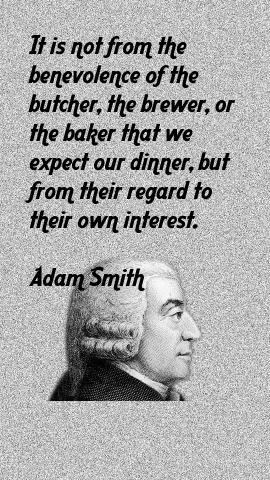 It is not from the
benevolence of the
butcher, the brewer, or
the baker that we
expect our dinner, but
from their regard to
their own interest.
Adam Smith